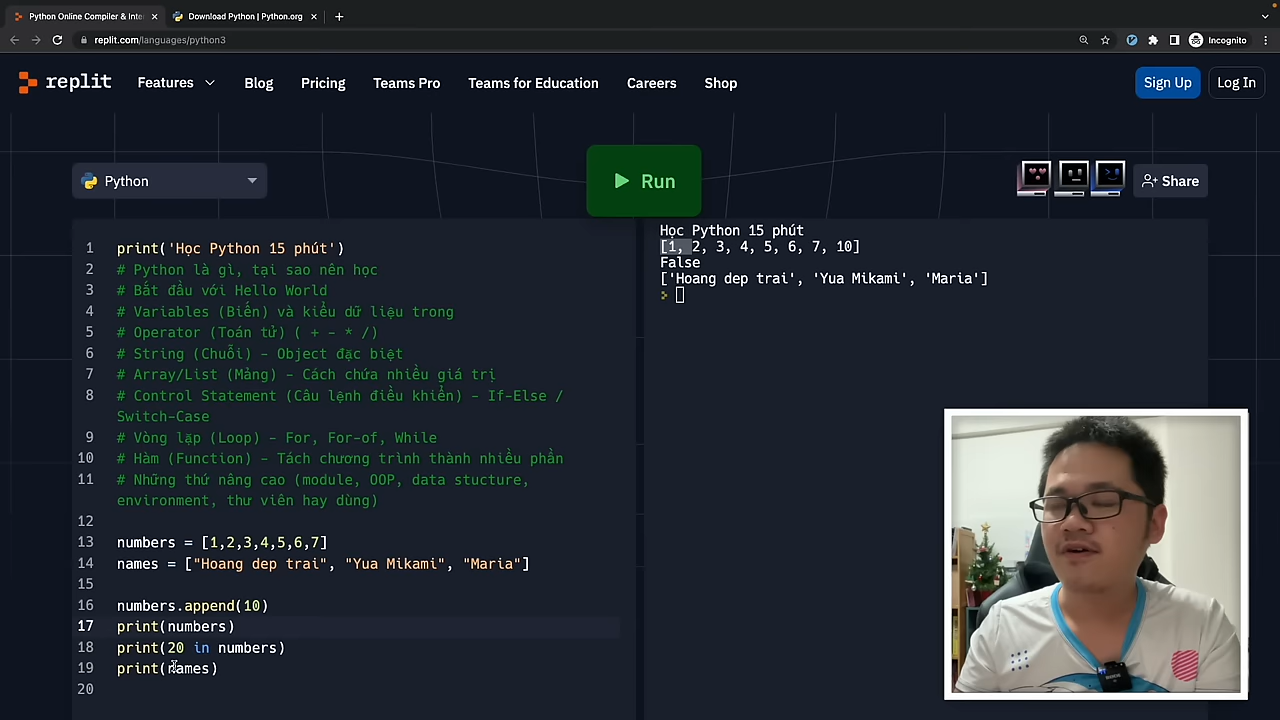 Python Online Compiler & Inte
Download Python | Python.org
replit.com/languages/python3
Incognito
replit
Features
Blog
Pricing
Teams Pro
Teams for Education
Careers
Shop
Sign Up
Log In
Python
Run
Share
1 print('Học Python 15 phút')
2 # Python là gì, tại sao nên học
3 # Bắt đầu với Hello World
4 # Variables (Biến) và kiểu dữ liệu trong
5 # Operator (Toán tử) ( + - * /)
6 # String (Chuỗi) - Object đặc biệt
7 # Array/List (Mảng) - Cách chứa nhiều giá trị
8 # Control Statement (Câu lệnh điều khiển) - If-Else /
Switch-Case
9 # Vòng lặp (Loop) - For, For-of, While
10 # Hàm (Function) - Tách chương trình thành nhiều phần
11 # Những thứ nâng cao (module, OOP, data stucture,
environment, thư viên hay dùng)
12
13 numbers = [1,2,3,4,5,6,7]
14 names = ["Hoang dep trai", "Yua Mikami", "Maria"]
15
16 numbers.append(10)
17 print(numbers)
18 print(20 in numbers)
19 print(names)
20
Học Python 15 phút
[1, 2, 3, 4, 5, 6, 7, 10]
False
['Hoang dep trai', 'Yua Mikami', 'Maria']